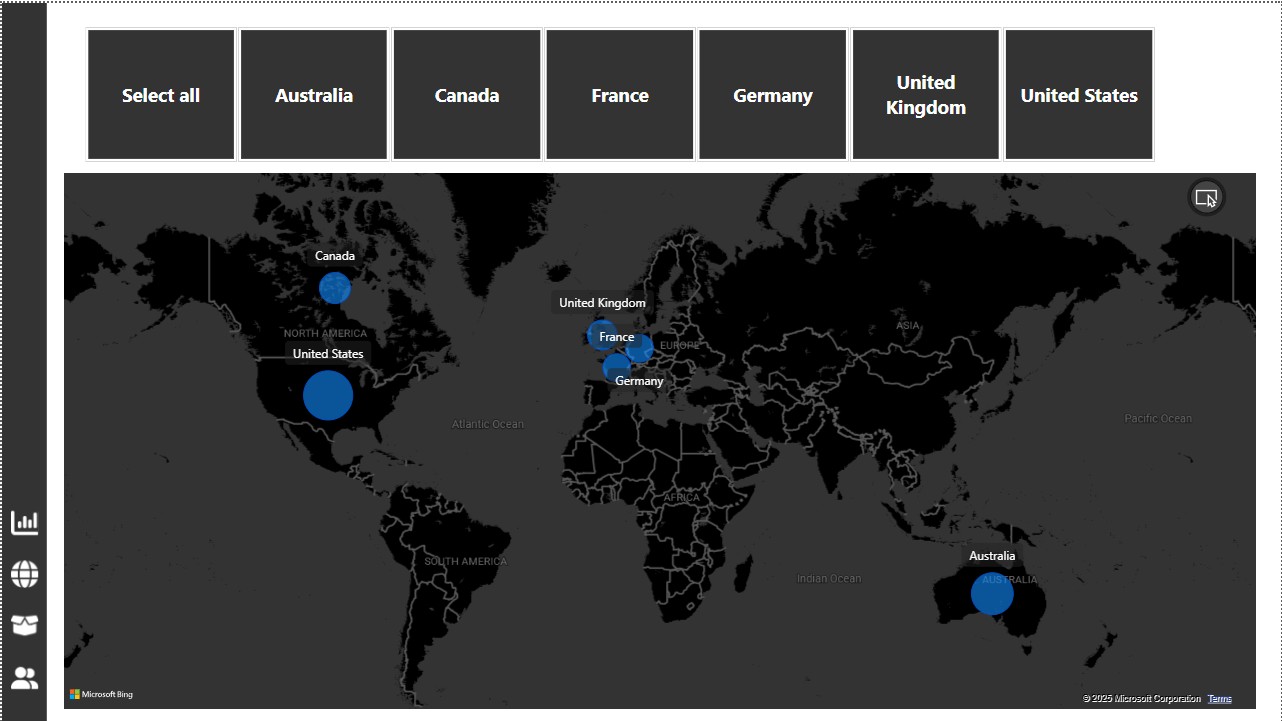 Select all
Australia
Canada
France
Germany
United
Kingdom
United States
Canada
United Kingdom
NORTH AMERICA
ASIA
France
EUROPE
United States
Germany
Atlantic Ocean
Pacific Ocean
AFRICA
Australia
SOUTH AMERICA
Indian Ocean
AUSTRALIA
Microsoft Bing
© 2025 Microsoft Corporation Terms